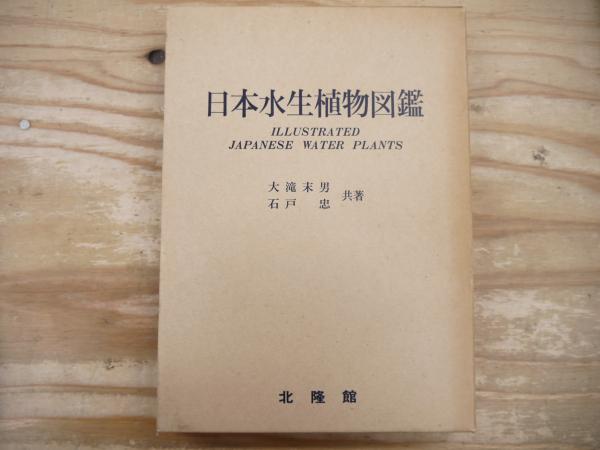 日本水生植物図鑑
ILLUSTRATED
JAPANESE WATER PLANTS
大滝末男
石戸 忠 共著
北隆館